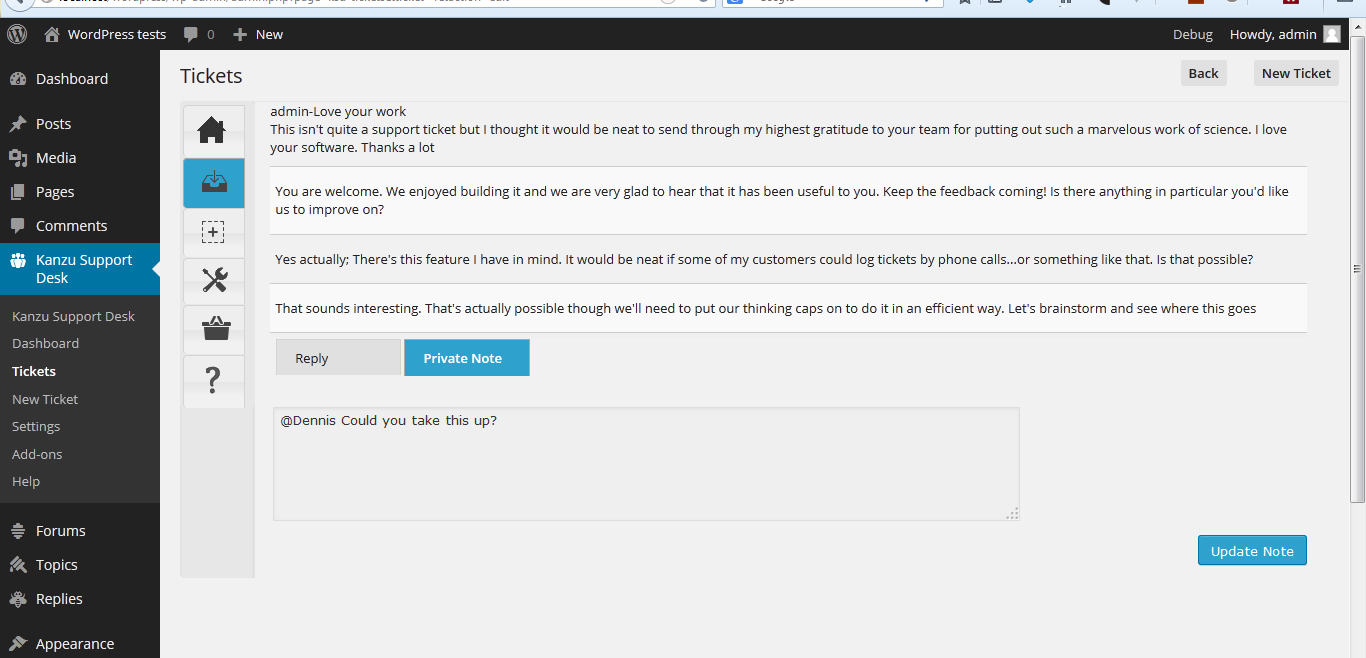 WordPress tests
0
New
Debug
Howdy, admin
Dashboard
Posts
Media
Pages
Comments
Kanzu Support
Desk
Kanzu Support Desk
Dashboard
Tickets
New Ticket
Settings
Add-ons
Help
Forums
Topics
Replies
Appearance
Tickets
Back
New Ticket
admin-Love your work
This isn't quite a support ticket but I thought it would be neat to send through my highest gratitude to your team for putting out such a marvelous work of science. I love
your software. Thanks a lot
You are welcome. We enjoyed building it and we are very glad to hear that it has been useful to you. Keep the feedback coming! Is there anything in particular you'd like
us to improve on?
Yes actually; There's this feature I have in mind. It would be neat if some of my customers could log tickets by phone calls...or something like that. Is that possible?
That sounds interesting. That's actually possible though we'll need to put our thinking caps on to do it in an efficient way. Let's brainstorm and see where this goes
Reply
Private Note
@Dennis Could you take this up?
Update Note